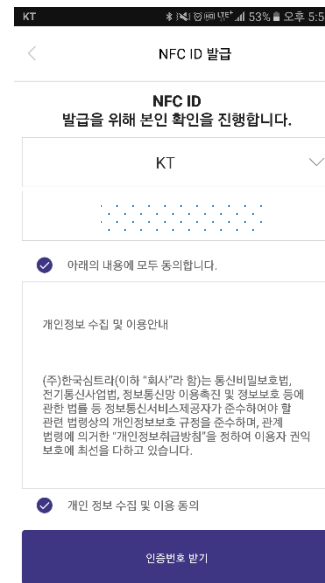 KT 53% 오후 5:5
NFC ID 발급
NFC ID
발급을 위해 본인 확인을 진행합니다.
KT
아래의 내용에 모두 동의합니다.
개인정보 수집 및 이용안내
(주)한국심트라(이하 "회사"라 함)는 통신비밀보호법,
전기통신사업법, 정보통신망 이용촉진 및 정보보호 등에
관한 법률 등 정보통신서비스제공자가 준수하여야 할
관련 법령상의 개인정보보호 규정을 준수하며, 관계
법령에 의거한 "개인정보취급방침"을 정하여 이용자 권익
보호에 최선을 다하고 있습니다.
개인 정보 수집 및 이용 동의
인증번호 받기